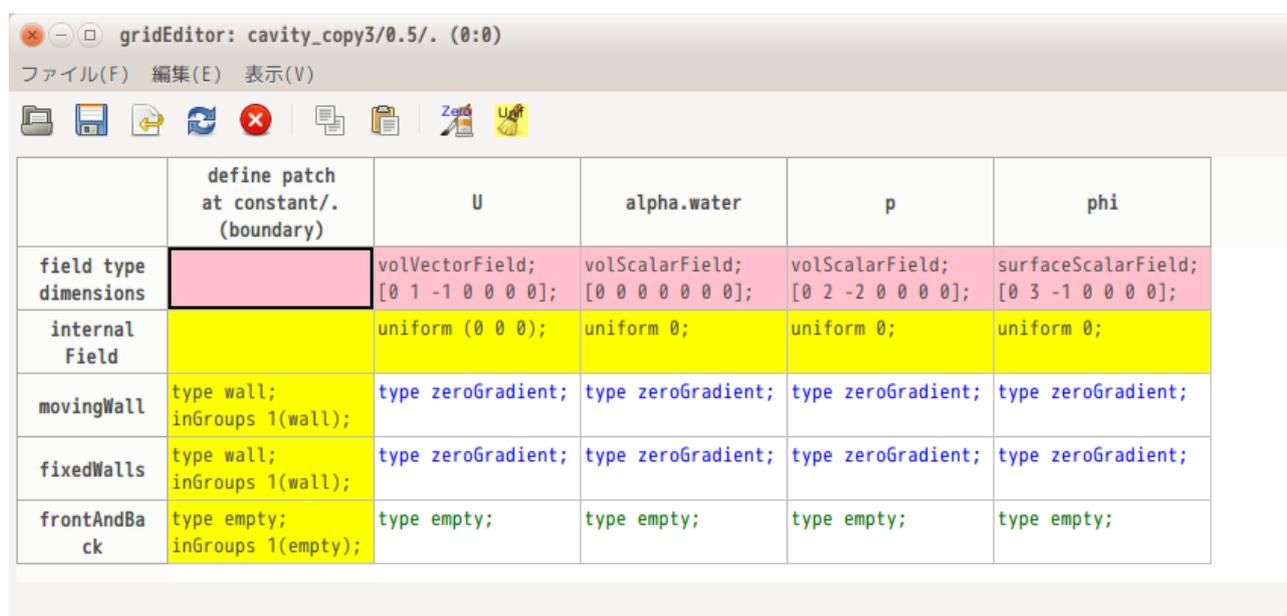 gridEditor: cavity_copy3/0.5/. (0:0)
ファイル(F) 編集(E) 表示(V)
Zero Unif
define patch
at constant/.
(boundary)
U
alpha.water
p
phi
field type
dimensions
volVectorField;
[0 1 -1 0 0 0 0];
volScalarField;
[0 0 0 0 0 0 0];
volScalarField;
[0 2 -2 0 0 0 0];
surfaceScalarField;
[0 3 -1 0 0 0 0];
internal
Field
uniform (0 0 0);
uniform 0;
uniform 0;
uniform 0;
movingWall
type wall;
inGroups 1(wall);
type zeroGradient;
type zeroGradient;
type zeroGradient;
type zeroGradient;
fixedWalls
type wall;
inGroups 1(wall);
type zeroGradient;
type zeroGradient;
type zeroGradient;
type zeroGradient;
frontAndBa
ck
type empty;
inGroups 1(empty);
type empty;
type empty;
type empty;
type empty;